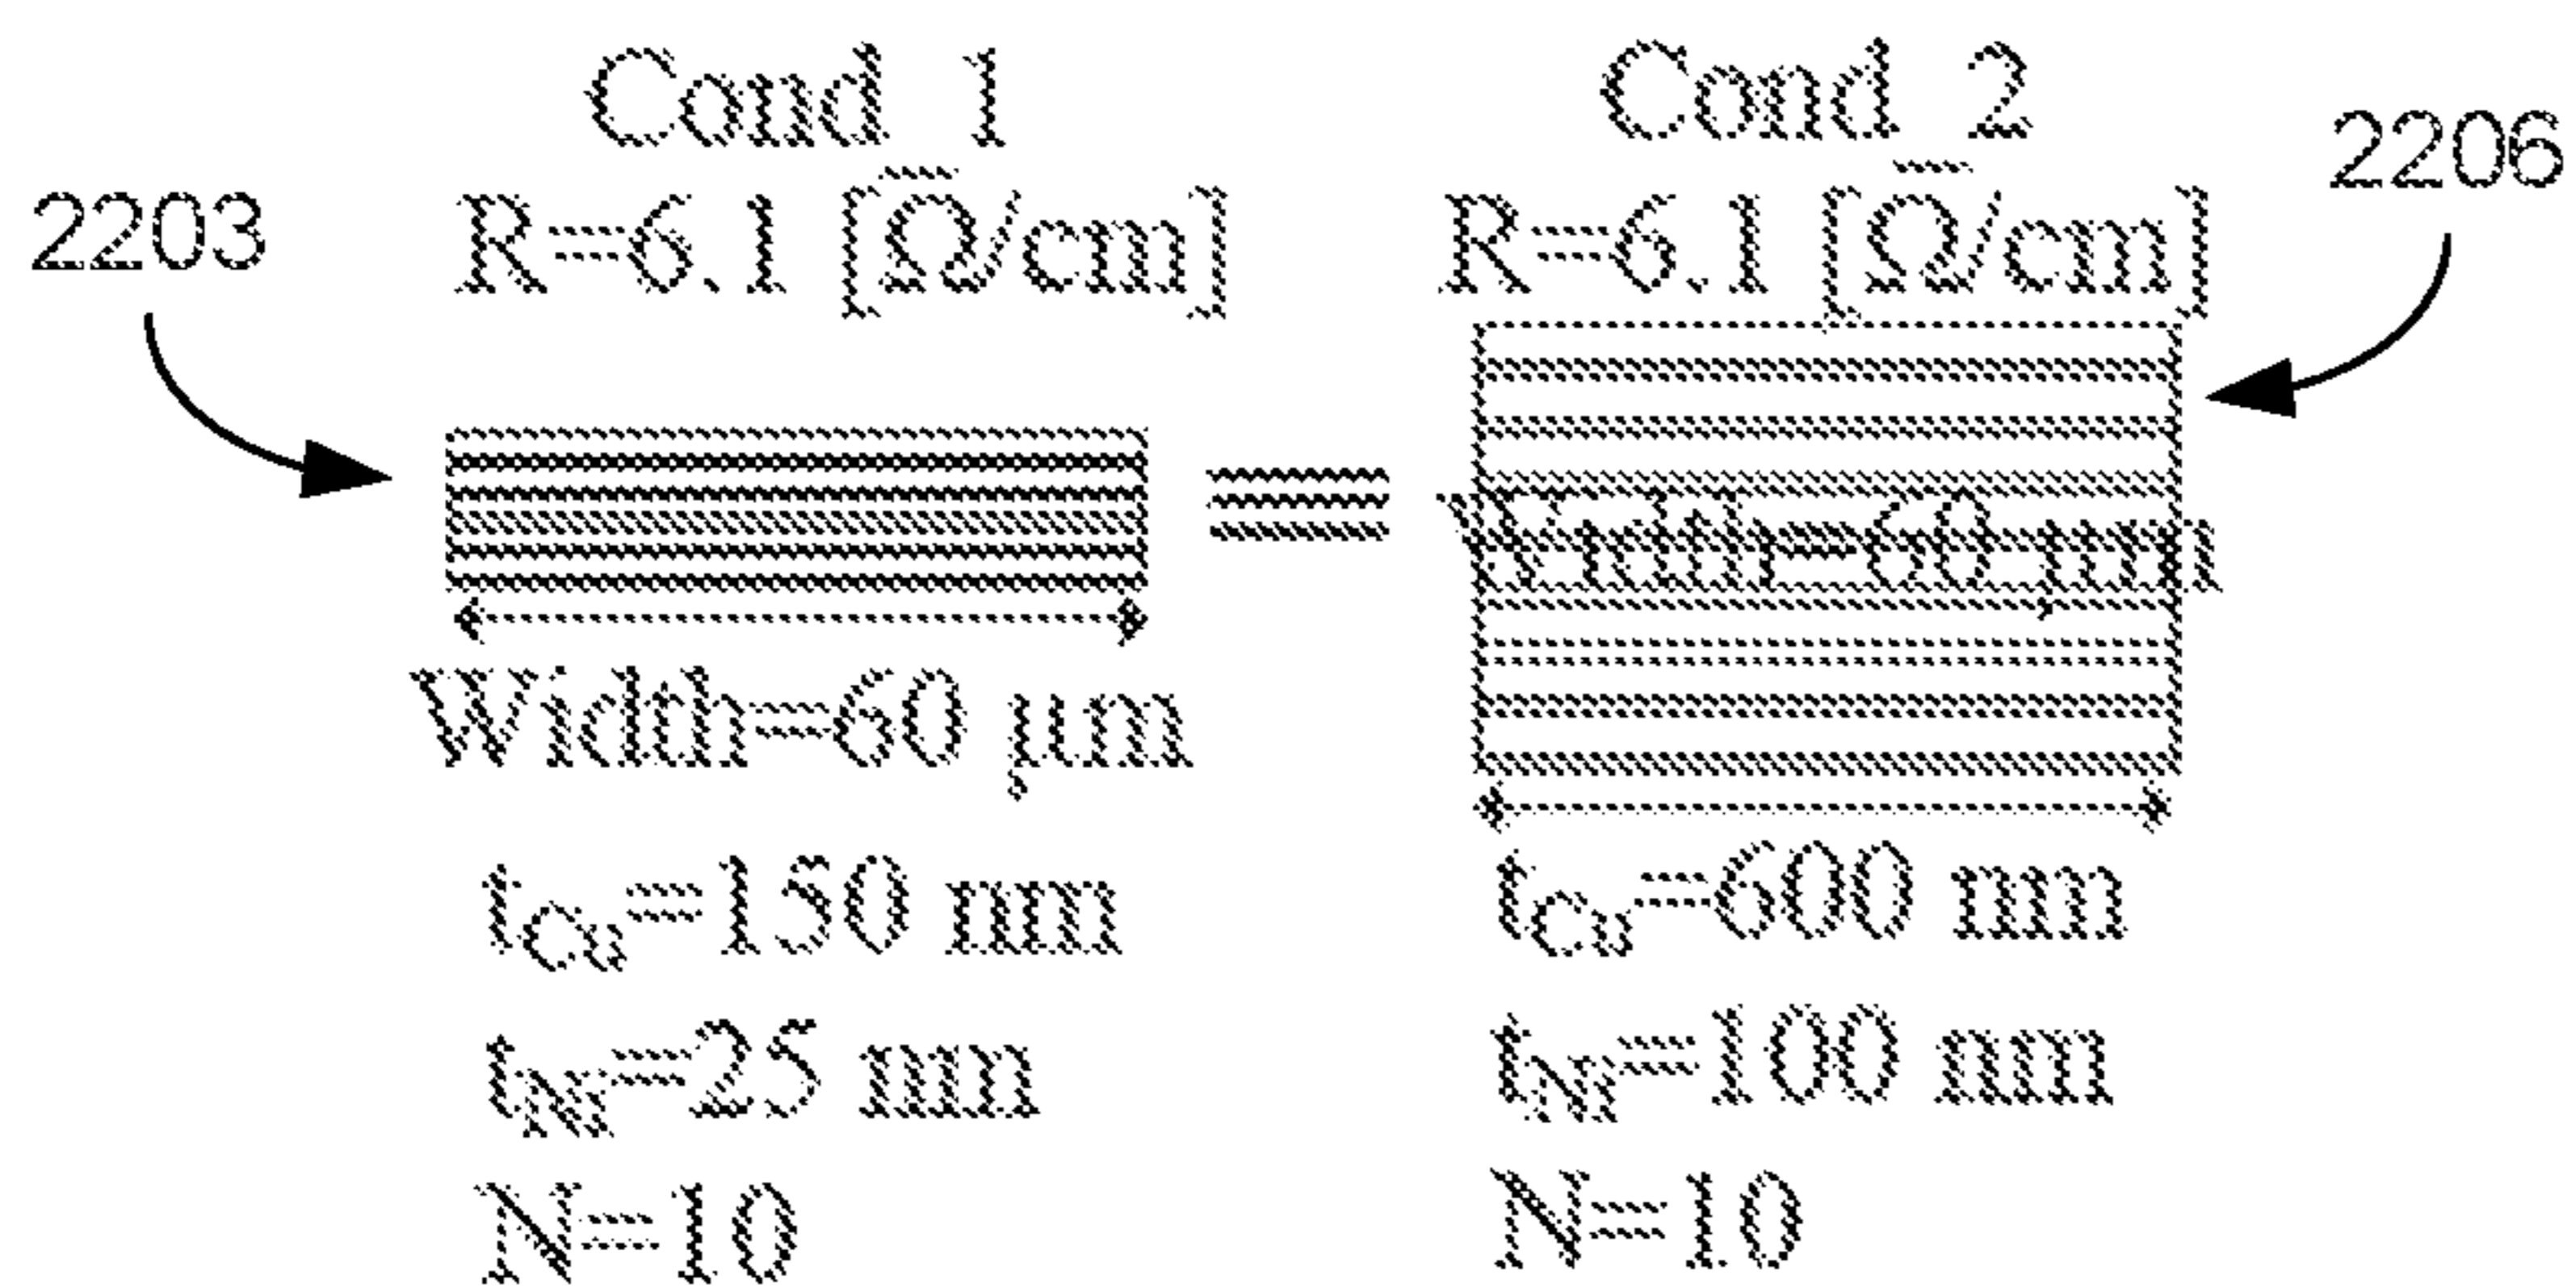 Cond_1
R=6.1 [Ω/cm]
2203
Width=60 μm
t_Cu=150 nm
t_Ni=25 nm
N=10
Cond_2
R=6.1 [Ω/cm]
2206
Width=60 μm
t_Cu=600 nm
t_Ni=100 nm
N=10